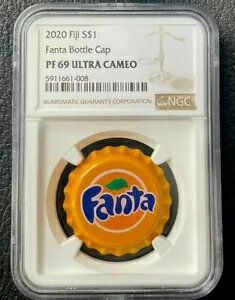 2020 Fiji S$1
Fanta Bottle Cap
PF 69 ULTRA CAMEO
5911661-008
NUMISMATIC GUARANTY CORPORATION
NGC
Fanta